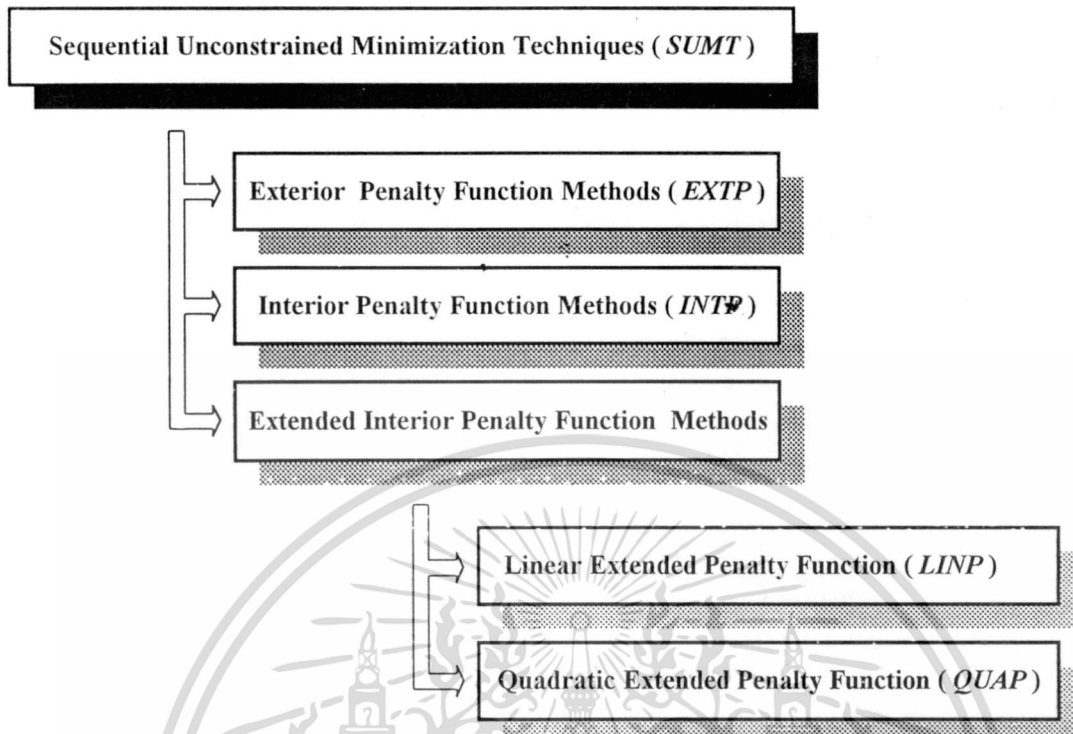 Sequential Unconstrained Minimization Techniques ( SUMT )
Exterior Penalty Function Methods ( EXTP )
Interior Penalty Function Methods ( INTP )
Extended Interior Penalty Function Methods
Linear Extended Penalty Function ( LINP )
Quadratic Extended Penalty Function ( QUAP )